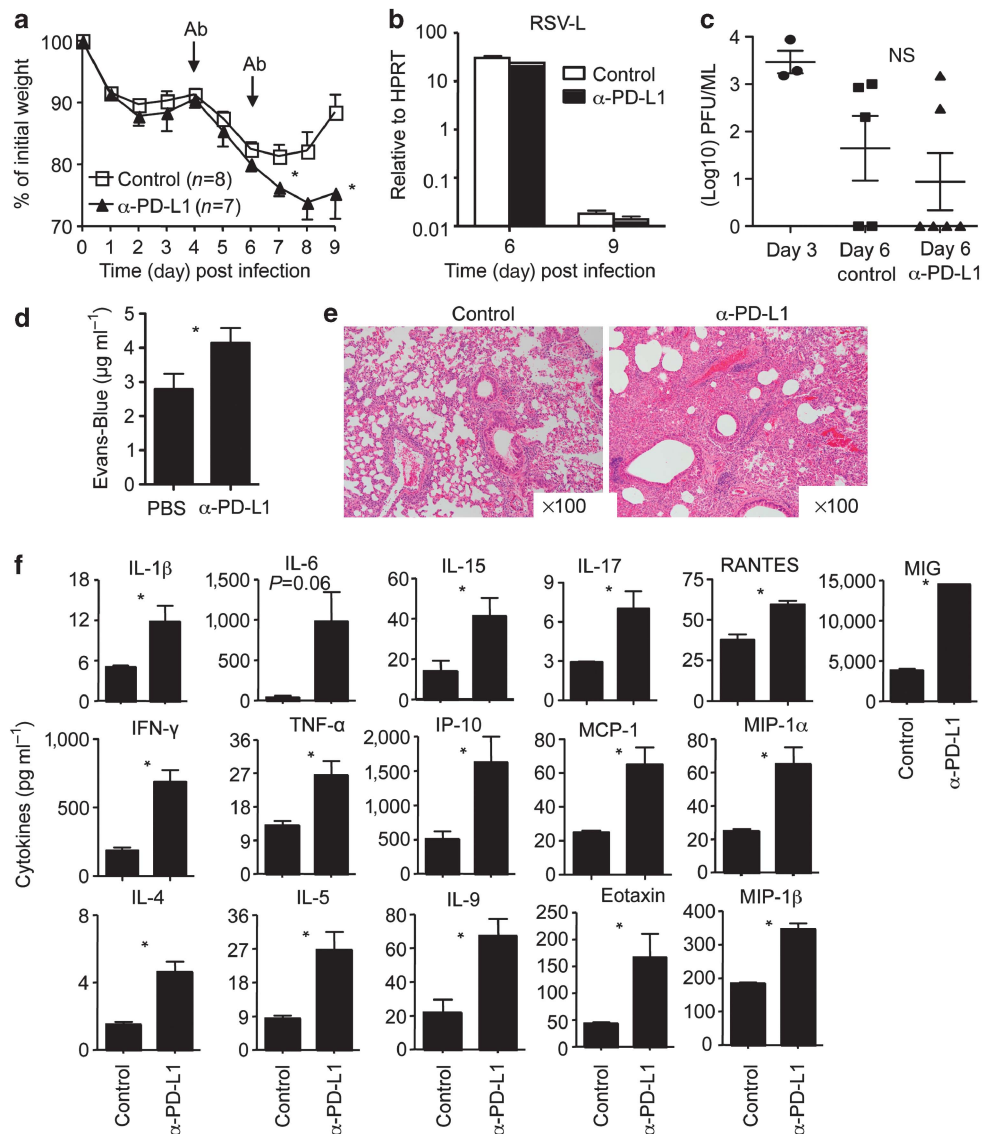 a
Ab
Ab
% of initial weight
100
90
80
70
Control (n=8)
α-PD-L1 (n=7)
*
*
0 1 2 3 4 5 6 7 8 9
Time (day) post infection
b
RSV-L
Relative to HPRT
100
10
1
0.1
0.01
Control
α-PD-L1
6 9
Time (day) post infection
c
NS
(Log10) PFU/ML
4
3
2
1
0
Day 3
Day 6 control
Day 6 α-PD-L1
d
Evans-Blue (µg ml⁻¹)
5
4
3
2
1
0
*
PBS α-PD-L1
e
Control
α-PD-L1
×100
×100
f
Cytokines (pg ml⁻¹)
IL-1β
18
12
6
0
*
IL-6
P=0.06
1,500
1,000
500
0
IL-15
60
40
20
0
*
IL-17
9
6
3
0
*
RANTES
75
50
25
0
*
MIG
15,000
10,000
5,000
0
*
Control
α-PD-L1
IFN-γ
1,000
500
0
*
TNF-α
36
27
18
9
0
*
IP-10
2,000
1,500
1,000
500
0
*
MCP-1
80
60
40
20
0
*
MIP-1α
80
60
40
20
0
*
IL-4
8
4
0
*
Control
α-PD-L1
IL-5
36
27
18
9
0
*
Control
α-PD-L1
IL-9
80
60
40
20
0
*
Control
α-PD-L1
Eotaxin
250
200
150
100
50
0
*
Control
α-PD-L1
MIP-1β
400
300
200
100
0
*
Control
α-PD-L1